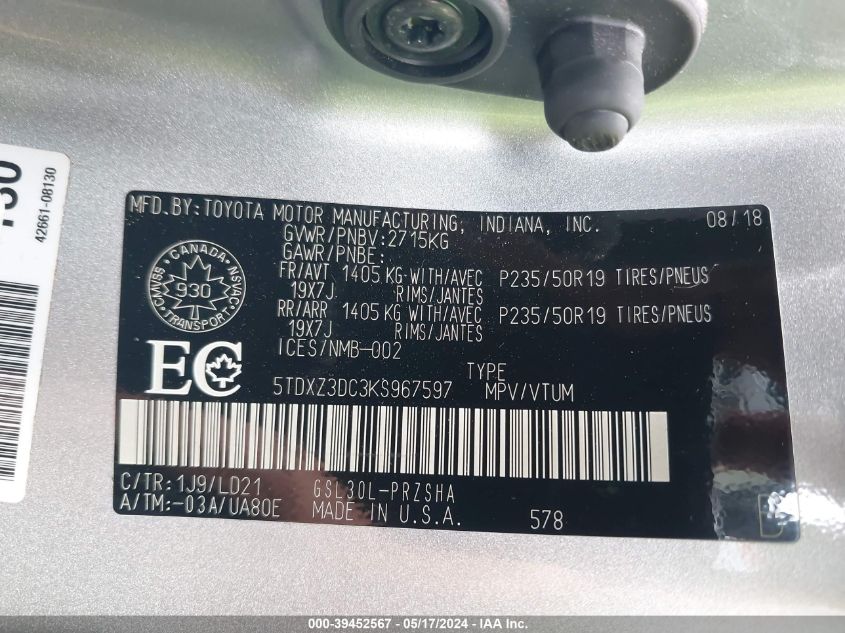 130
42661-08130
MFD.BY:TOYOTA MOTOR MANUFACTURING, INDIANA, INC. 08/18
GVWR/PNBV:2715KG
GAWR/PNBE:
FR/AVT 1405 KG WITH/AVEC P235/50R19 TIRES/PNEUS
19X7J RIMS/JANTES
RR/ARR 1405 KG WITH/AVEC P235/50R19 TIRES/PNEUS
19X7J RIMS/JANTES
ICES/NMB-002
CANADA
CMVSS NSVAC
930
TRANSPORT
EC
TYPE
5TDXZ3DC3KS967597 MPV/VTUM
C/TR:1J9/LD21 GSL30L-PRZSHA
A/TM:-03A/UA80E MADE IN U.S.A. 578
000-39452567 - 05/17/2024 - IAA Inc.